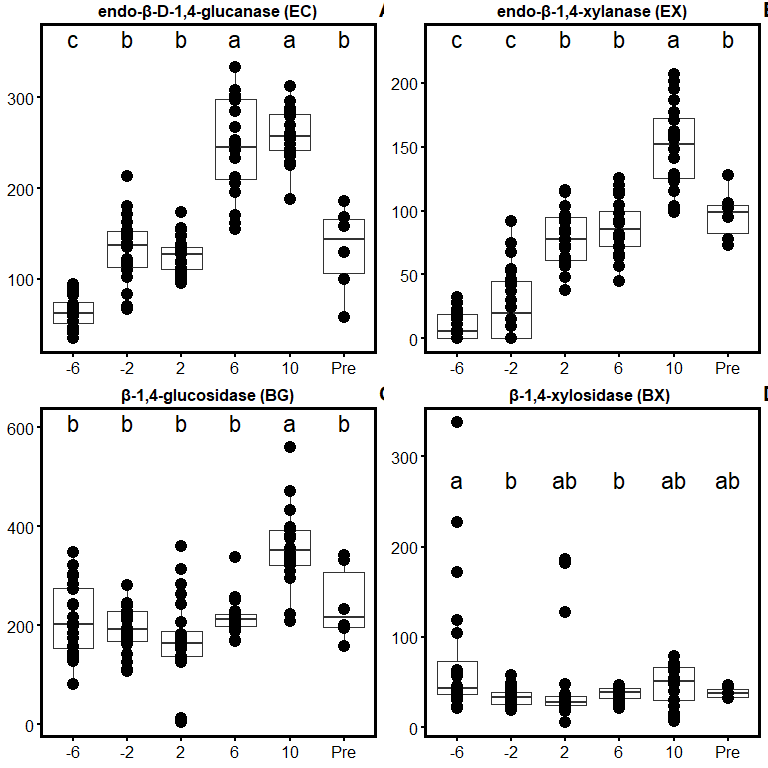 endo-β-D-1,4-glucanase (EC)
c b b a a b
300
200
100
-6 -2 2 6 10 Pre
endo-β-1,4-xylanase (EX)
c c b b a b
200
150
100
50
0
-6 -2 2 6 10 Pre
β-1,4-glucosidase (BG)
b b b b a b
600
400
200
0
-6 -2 2 6 10 Pre
β-1,4-xylosidase (BX)
a b ab b ab ab
300
200
100
0
-6 -2 2 6 10 Pre